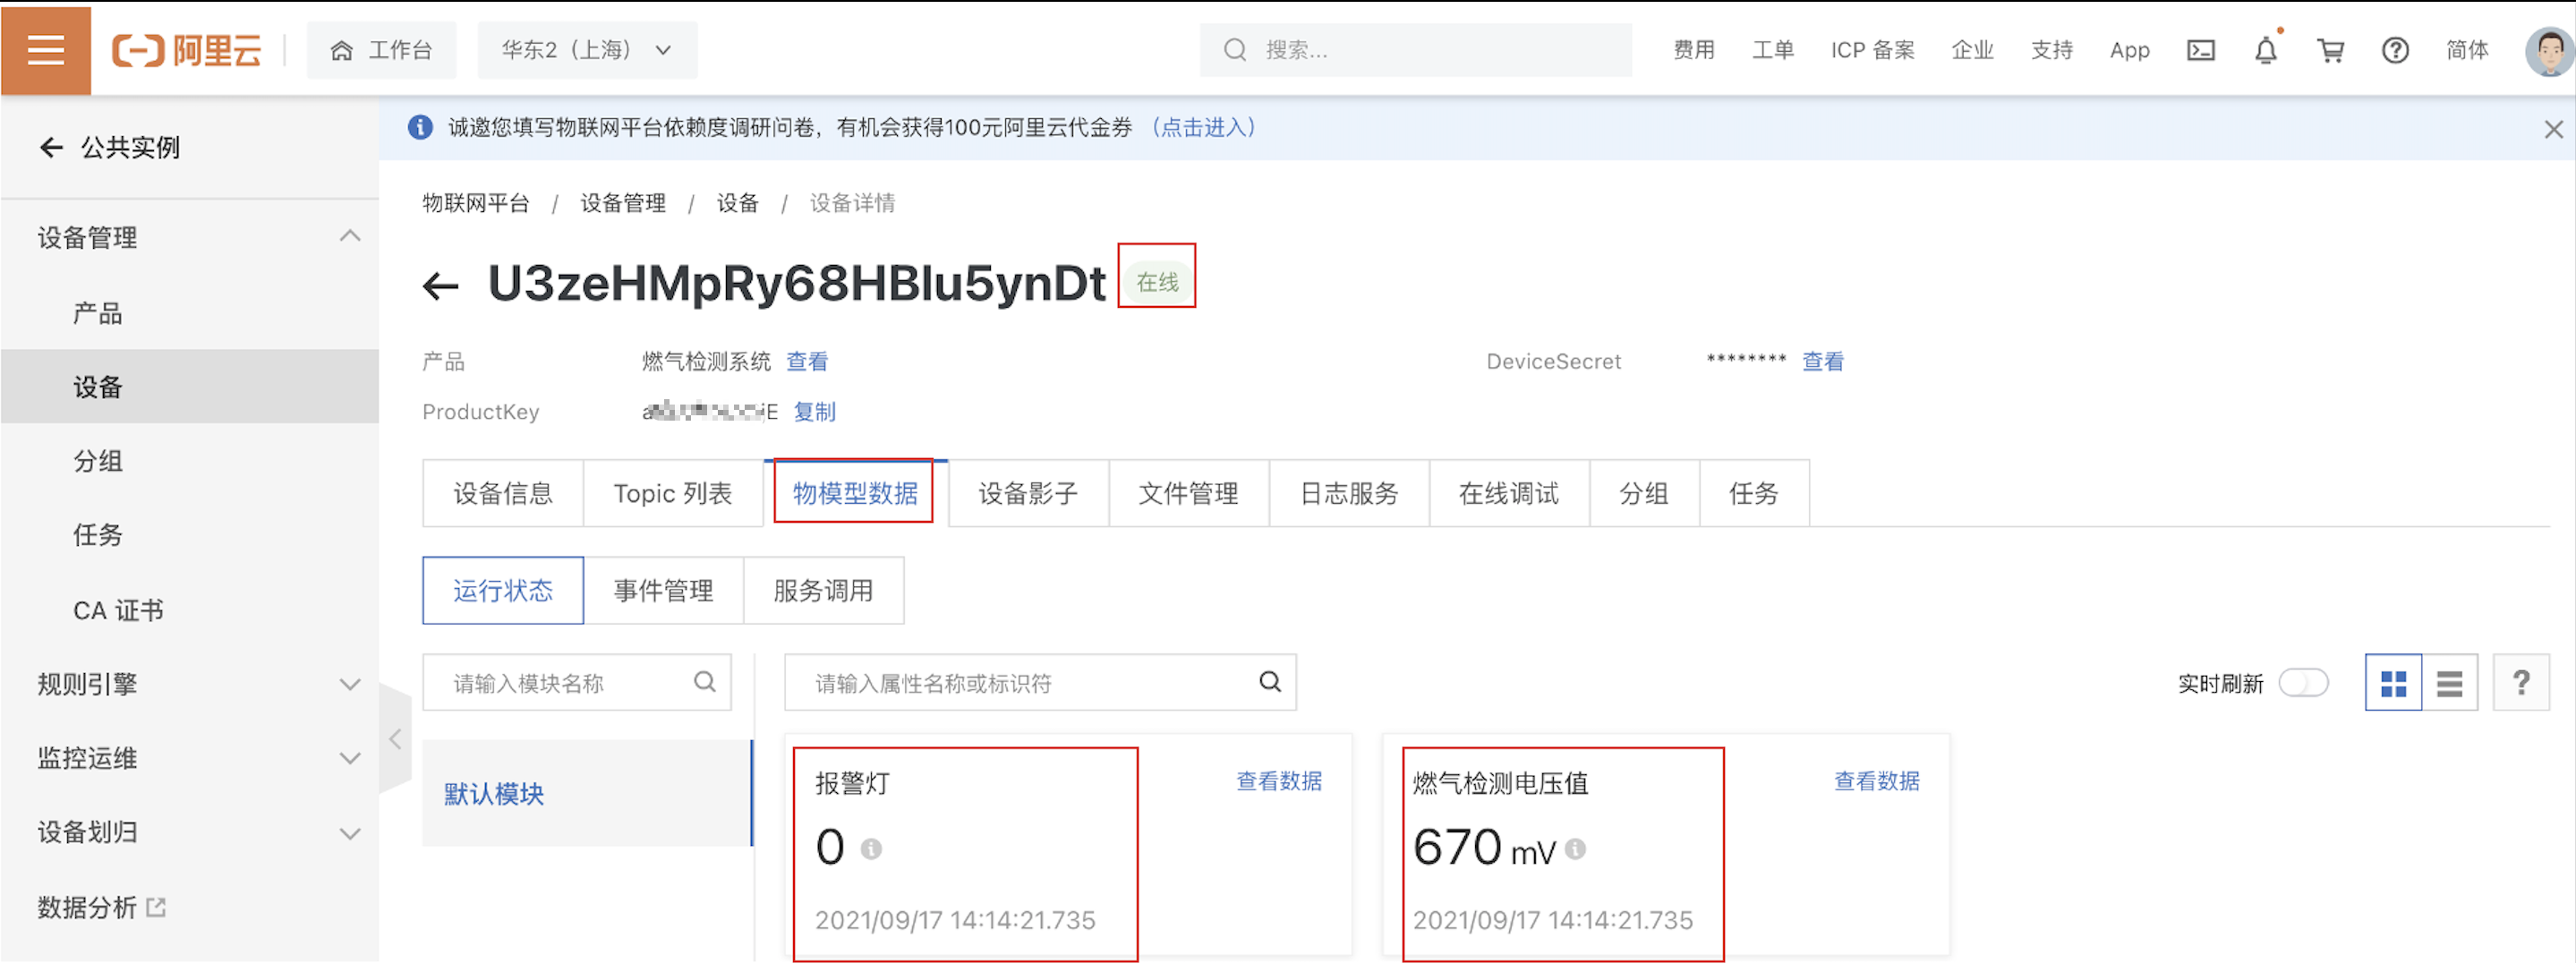 阿里云 工作台 华东2（上海） 搜索... 费用 工单 ICP 备案 企业 支持 App 简体
公共实例
诚邀您填写物联网平台依赖度调研问卷，有机会获得100元阿里云代金券 （点击进入）
设备管理
产品
设备
分组
任务
CA 证书
规则引擎
监控运维
设备划归
数据分析
物联网平台 / 设备管理 / 设备 / 设备详情
U3zeHMpRy68HBlu5ynDt 在线
产品 燃气检测系统 查看 DeviceSecret ******** 查看
ProductKey 复制
设备信息 Topic 列表 物模型数据 设备影子 文件管理 日志服务 在线调试 分组 任务
运行状态 事件管理 服务调用
请输入模块名称 请输入属性名称或标识符 实时刷新 ?
默认模块
报警灯 查看数据
0
2021/09/17 14:14:21.735
燃气检测电压值 查看数据
670 mV
2021/09/17 14:14:21.735